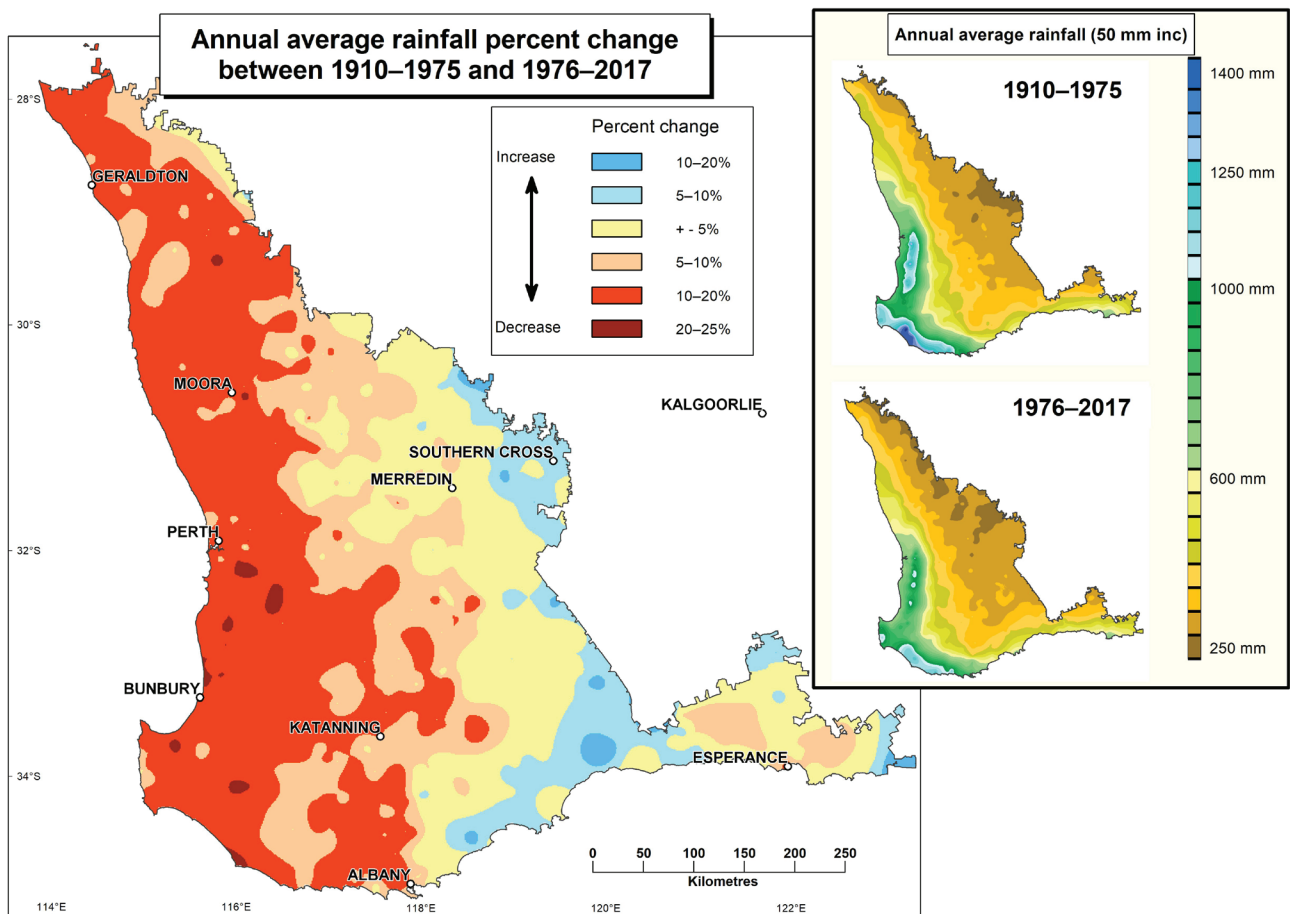 Annual average rainfall percent change
between 1910–1975 and 1976–2017
Percent change
Increase
10–20%
5–10%
+ - 5%
5–10%
10–20%
Decrease
20–25%
28°S
30°S
32°S
34°S
GERALDTON
MOORA
KALGOORLIE
SOUTHERN CROSS
MERREDIN
PERTH
BUNBURY
KATANNING
ESPERANCE
ALBANY
0 50 100 150 200 250
Kilometres
114°E 116°E 118°E 120°E 122°E
Annual average rainfall (50 mm inc)
1910–1975
1976–2017
1400 mm
1250 mm
1000 mm
600 mm
250 mm